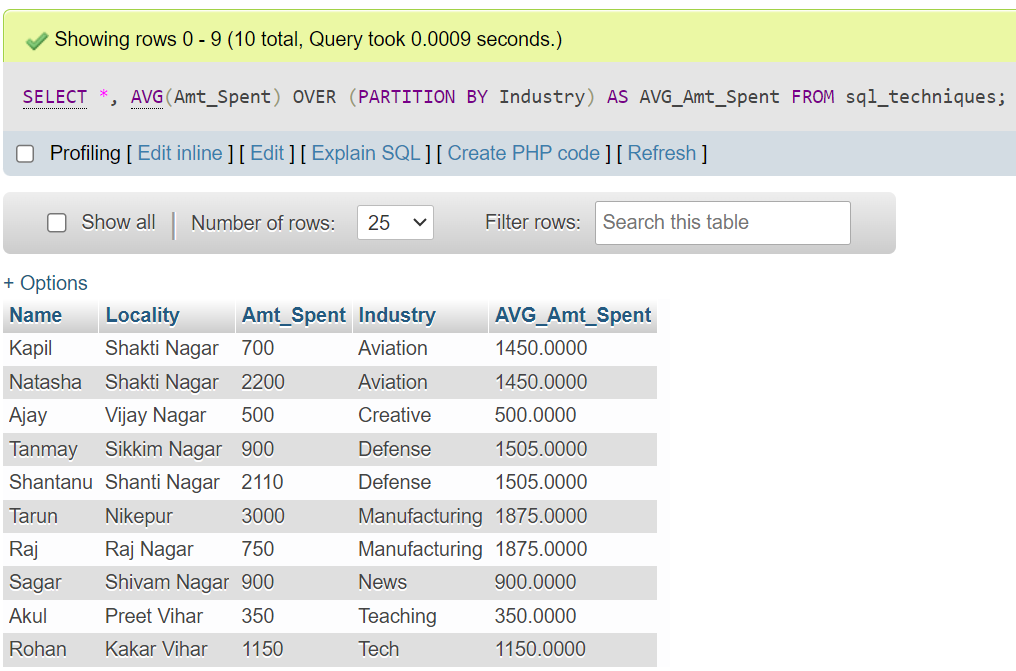 Showing rows 0 - 9 (10 total, Query took 0.0009 seconds.)
SELECT *, AVG(Amt_Spent) OVER (PARTITION BY Industry) AS AVG_Amt_Spent FROM sql_techniques;
Profiling [ Edit inline ] [ Edit ] [ Explain SQL ] [ Create PHP code ] [ Refresh ]
Show all | Number of rows: 25 Filter rows: Search this table
+ Options
Name Locality Amt_Spent Industry AVG_Amt_Spent
Kapil Shakti Nagar 700 Aviation 1450.0000
Natasha Shakti Nagar 2200 Aviation 1450.0000
Ajay Vijay Nagar 500 Creative 500.0000
Tanmay Sikkim Nagar 900 Defense 1505.0000
Shantanu Shanti Nagar 2110 Defense 1505.0000
Tarun Nikepur 3000 Manufacturing 1875.0000
Raj Raj Nagar 750 Manufacturing 1875.0000
Sagar Shivam Nagar 900 News 900.0000
Akul Preet Vihar 350 Teaching 350.0000
Rohan Kakar Vihar 1150 Tech 1150.0000